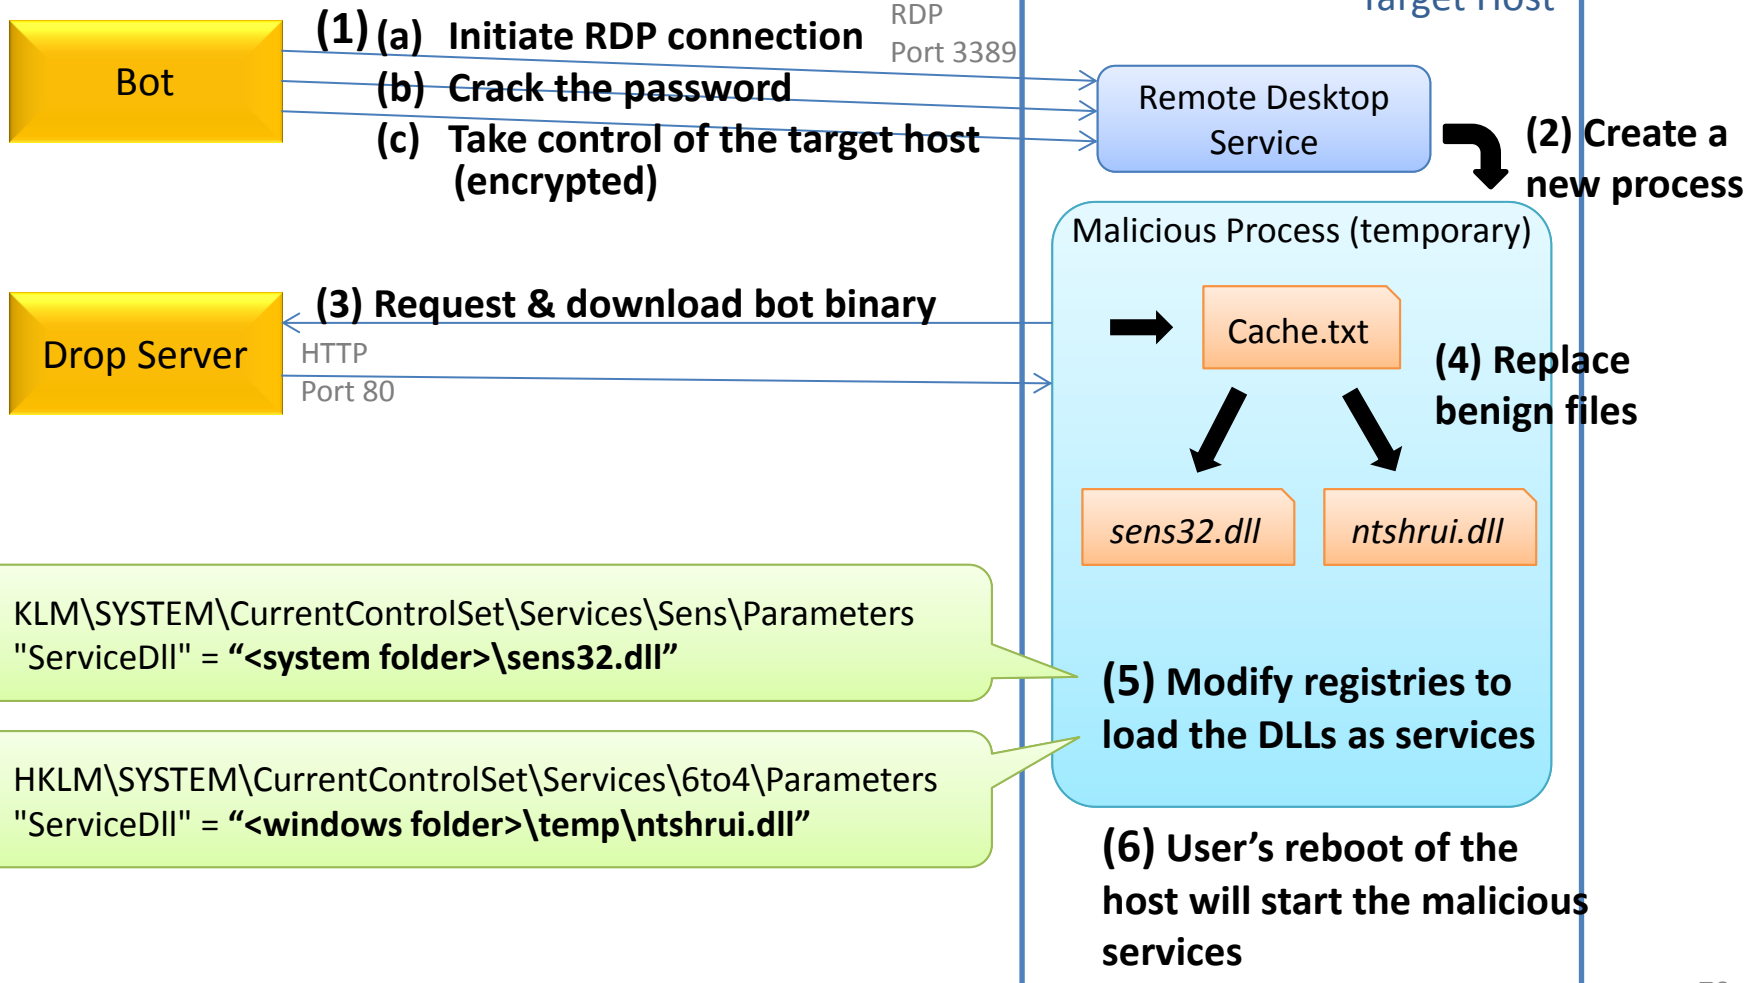 Target Host
RDP
Port 3389
Bot
(1) (a) Initiate RDP connection
(b) Crack the password
(c) Take control of the target host
(encrypted)
Remote Desktop
Service
(2) Create a
new process
Malicious Process (temporary)
(3) Request & download bot binary
Drop Server
HTTP
Port 80
Cache.txt
(4) Replace
benign files
sens32.dll
ntshrui.dll
KLM\SYSTEM\CurrentControlSet\Services\Sens\Parameters
"ServiceDll" = “<system folder>\sens32.dll”
(5) Modify registries to
load the DLLs as services
HKLM\SYSTEM\CurrentControlSet\Services\6to4\Parameters
"ServiceDll" = “<windows folder>\temp\ntshrui.dll”
(6) User’s reboot of the
host will start the malicious
services